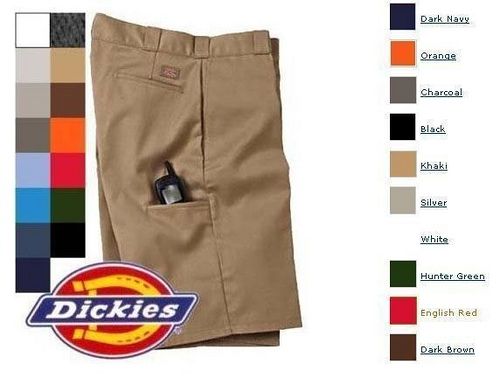 Dark Navy
Orange
Charcoal
Black
Khaki
Silver
White
Hunter Green
English Red
Dark Brown
Dickies